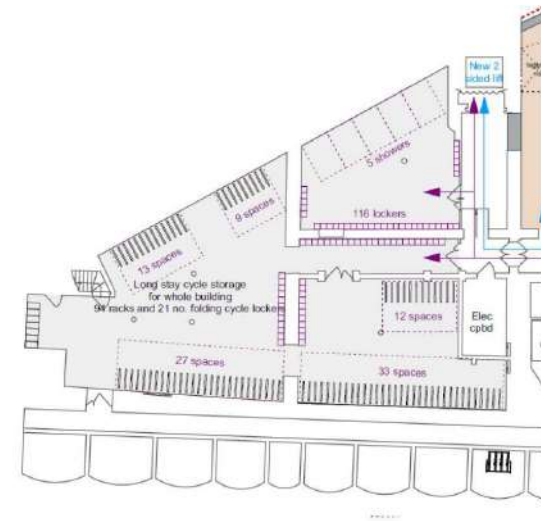 New 2
sided lift
5 showers
116 lockers
9 spaces
13 spaces
Long stay cycle storage
for whole building
94 racks and 21 no. folding cycle lockers
12 spaces
Elec
cpbd
27 spaces
33 spaces